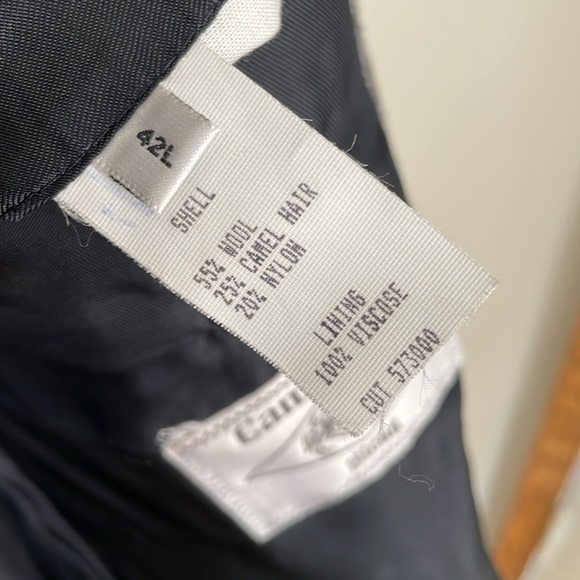 42L
SHELL
55% WOOL
25% CAMEL HAIR
20% NYLON
LINING
100% VISCOSE
CUT 573000